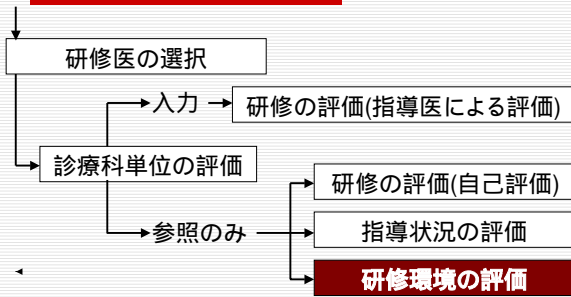 研修医の選択
入力
研修の評価(指導医による評価)
診療科単位の評価
研修の評価(自己評価)
参照のみ
指導状況の評価
研修環境の評価